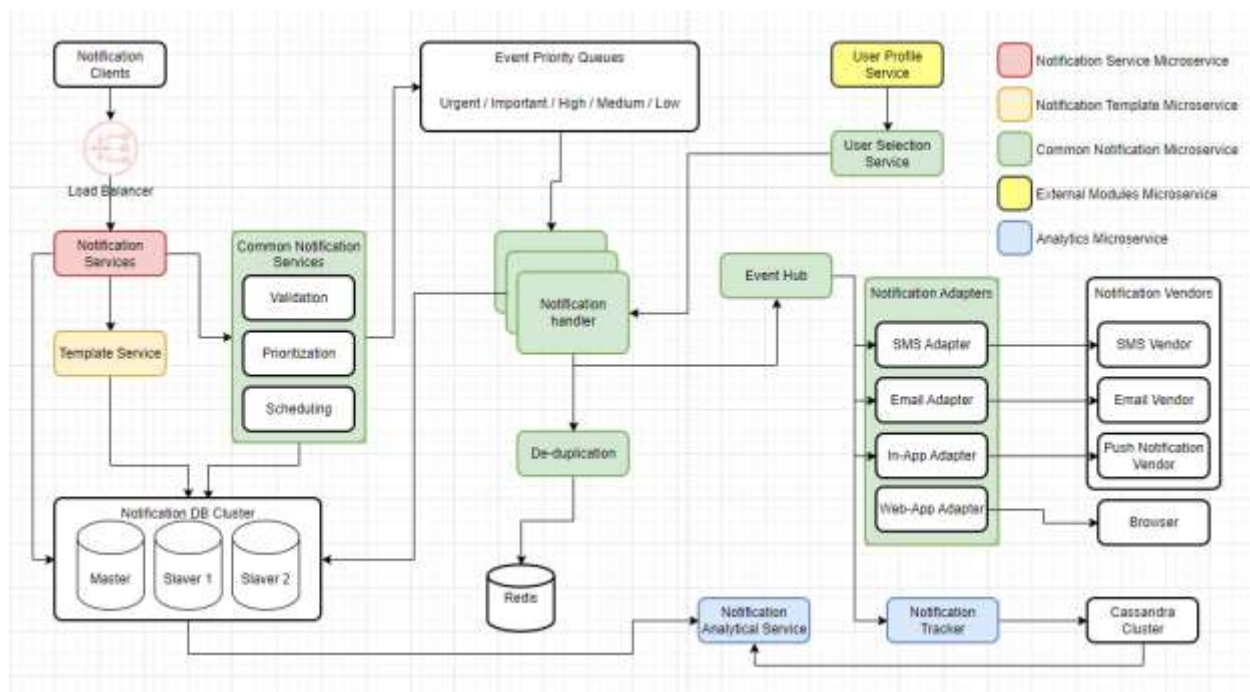 Notification
Clients
Load Balancer
Notification
Services
Template Service
Common Notification
Services
Validation
Prioritization
Scheduling
Notification DB Cluster
Master
Slaver 1
Slaver 2
Event Priority Queues
Urgent / Important / High / Medium / Low
Notification
handler
De-duplication
Redis
User Profile
Service
User Selection
Service
Event Hub
Notification Adapters
SMS Adapter
Email Adapter
In-App Adapter
Web-App Adapter
Notification Vendors
SMS Vendor
Email Vendor
Push Notification
Vendor
Browser
Notification
Analytical Service
Notification
Tracker
Cassandra
Cluster
Notification Service Microservice
Notification Template Microservice
Common Notification Microservice
External Modules Microservice
Analytics Microservice